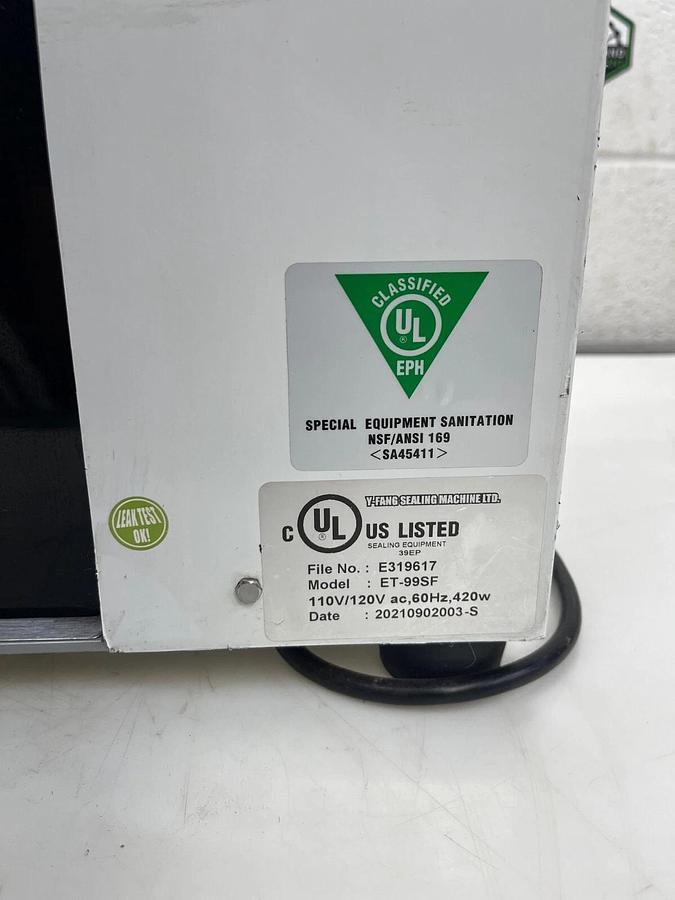 CLASSIFIED
UL
®
EPH
SPECIAL EQUIPMENT SANITATION
NSF/ANSI 169
<SA45411>
Y-FANG SEALING MACHINE LTD.
C UL ® US LISTED
SEALING EQUIPMENT
39EP
File No. : E319617
Model : ET-99SF
110V/120V ac,60Hz,420w
Date : 20210902003-S
LEAK TEST
OK!